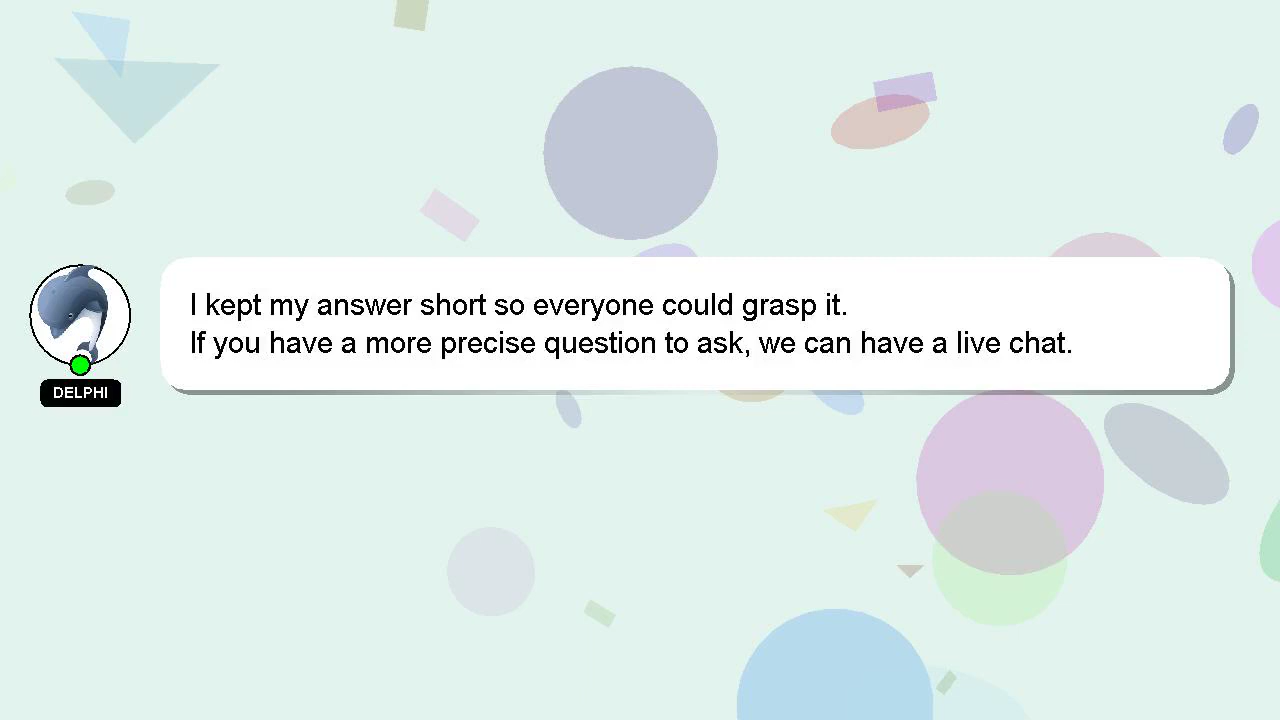 I kept my answer short so everyone could grasp it.
If you have a more precise question to ask, we can have a live chat.
DELPHI